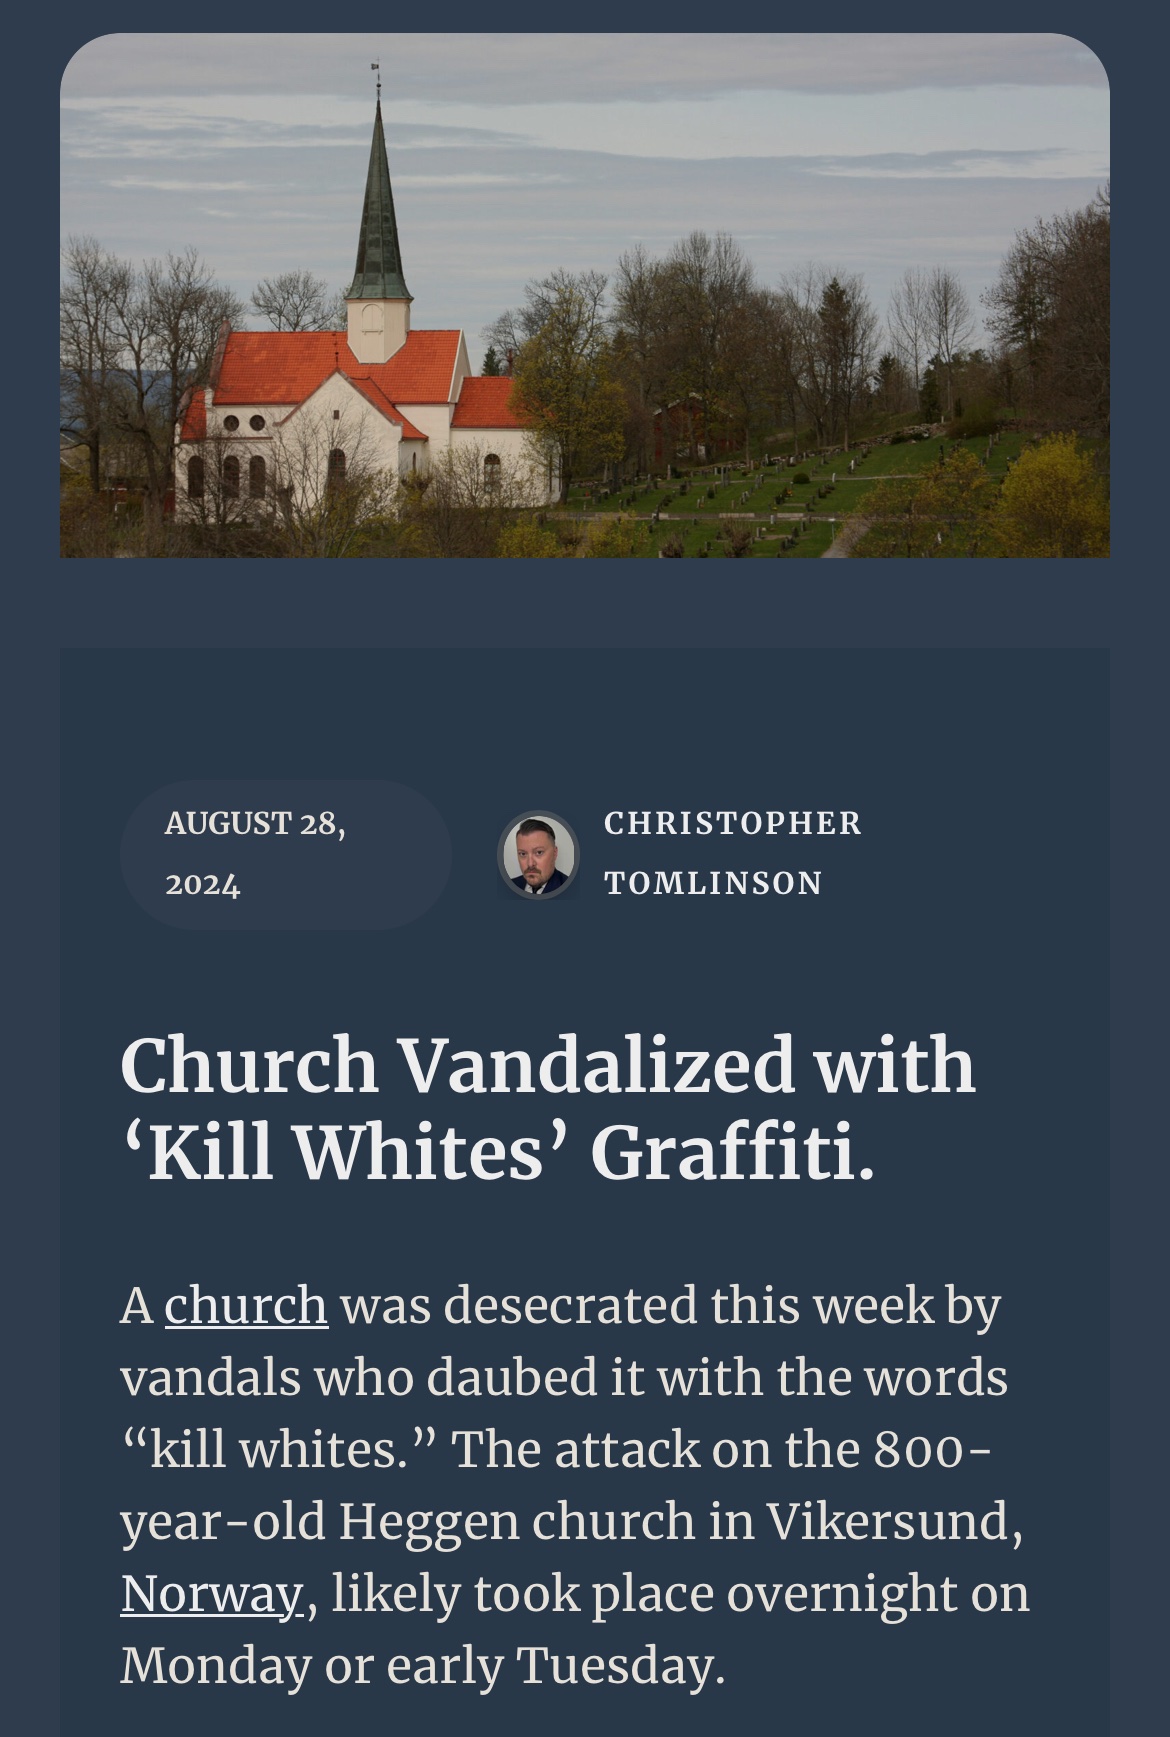 AUGUST 28,
2024
CHRISTOPHER
TOMLINSON
Church Vandalized with
‘Kill Whites’ Graffiti.
A church was desecrated this week by
vandals who daubed it with the words
“kill whites.” The attack on the 800-
year-old Heggen church in Vikersund,
Norway, likely took place overnight on
Monday or early Tuesday.